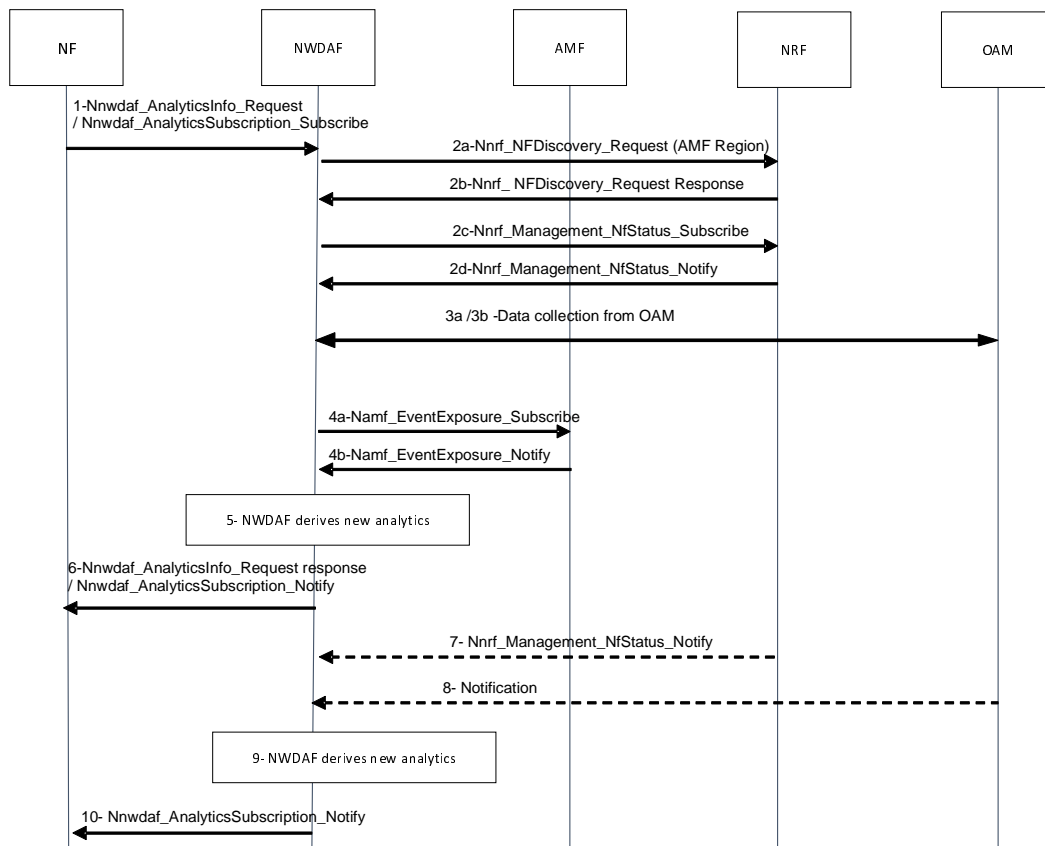 NF
NWDAF
AMF
NRF
OAM
1-Nnwdaf_AnalyticsInfo_Request
/ Nnwdaf_AnalyticsSubscription_Subscribe
2a-Nnrf_NFDiscovery_Request (AMF Region)
2b-Nnrf_ NFDiscovery_Request Response
2c-Nnrf_Management_NfStatus_Subscribe
2d-Nnrf_Management_NfStatus_Notify
3a /3b -Data collection from OAM
4a-Namf_EventExposure_Subscribe
4b-Namf_EventExposure_Notify
5- NWDAF derives new analytics
6-Nnwdaf_AnalyticsInfo_Request response
/ Nnwdaf_AnalyticsSubscription_Notify
7- Nnrf_Management_NfStatus_Notify
8- Notification
9- NWDAF derives new analytics
10- Nnwdaf_AnalyticsSubscription_Notify